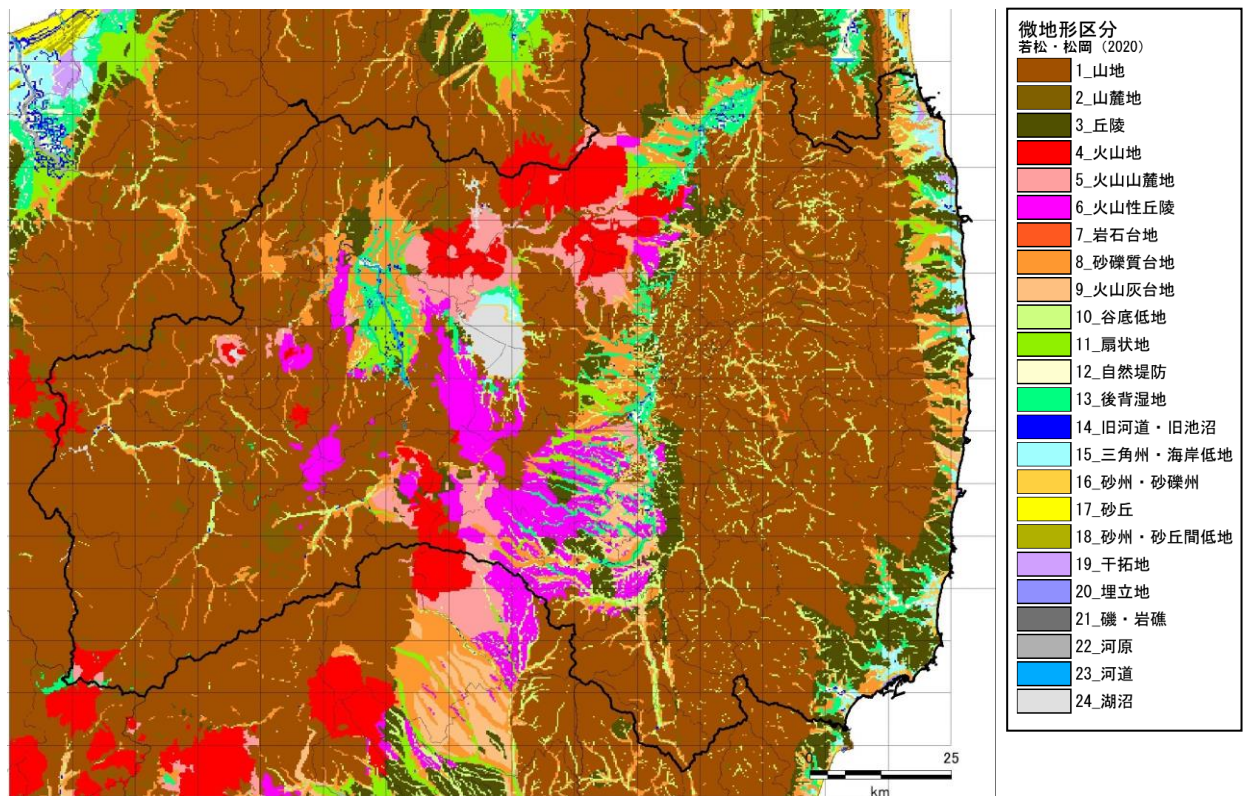 微地形区分
若松・松岡 (2020)
1_山地
2_山麓地
3_丘陵
4_火山地
5_火山山麓地
6_火山性丘陵
7_岩石台地
8_砂礫質台地
9_火山灰台地
10_谷底低地
11_扇状地
12_自然堤防
13_後背湿地
14_旧河道・旧池沼
15_三角州・海岸低地
16_砂州・砂礫州
17_砂丘
18_砂州・砂丘間低地
19_干拓地
20_埋立地
21_磯・岩礁
22_河原
23_河道
24_湖沼
0 25
km